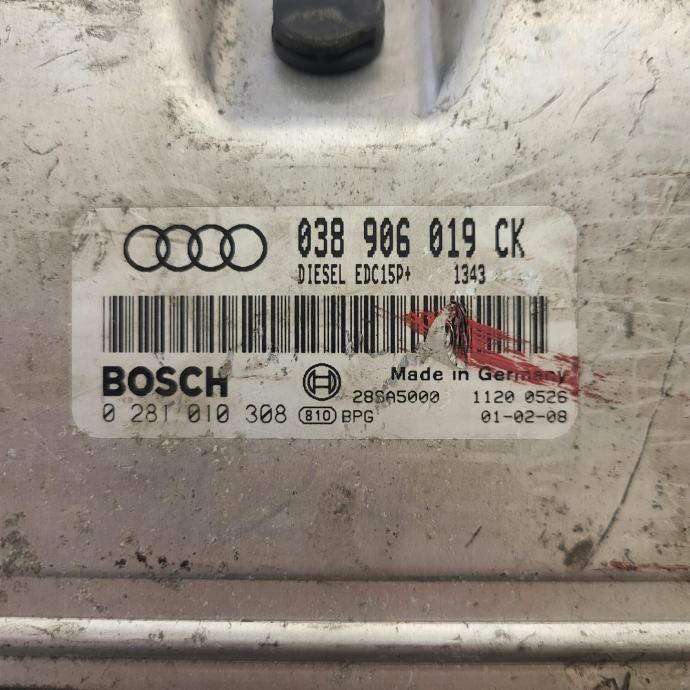 038 906 019 CK
DIESEL EDC15P+ 1343
BOSCH
Made in Germany
28SA5000 1120 0526
0 281 010 308 810 BPG 01-02-08